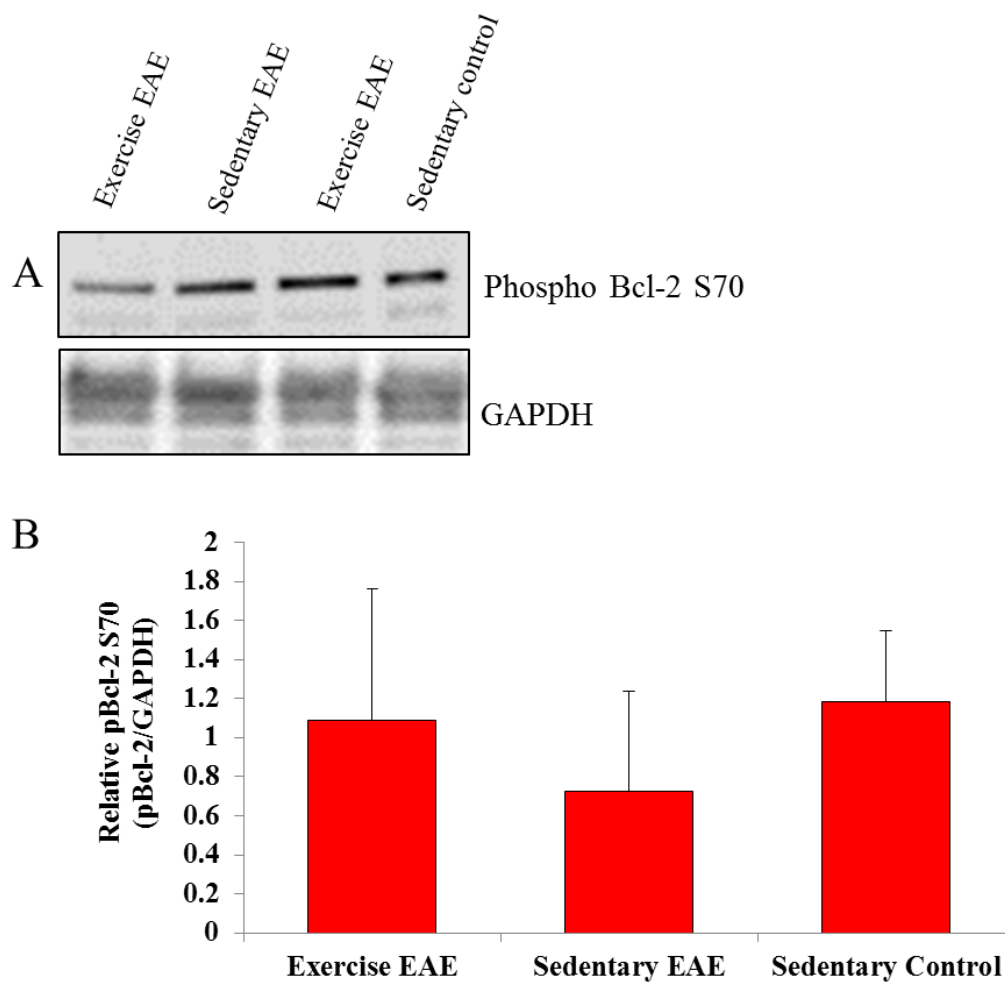 Exercise EAE
Sedentary EAE
Exercise EAE
Sedentary control
A
Phospho Bcl-2 S70
GAPDH
B
Relative pBcl-2 S70
(pBcl-2/GAPDH)
2
1.8
1.6
1.4
1.2
1
0.8
0.6
0.4
0.2
0
Exercise EAE
Sedentary EAE
Sedentary Control